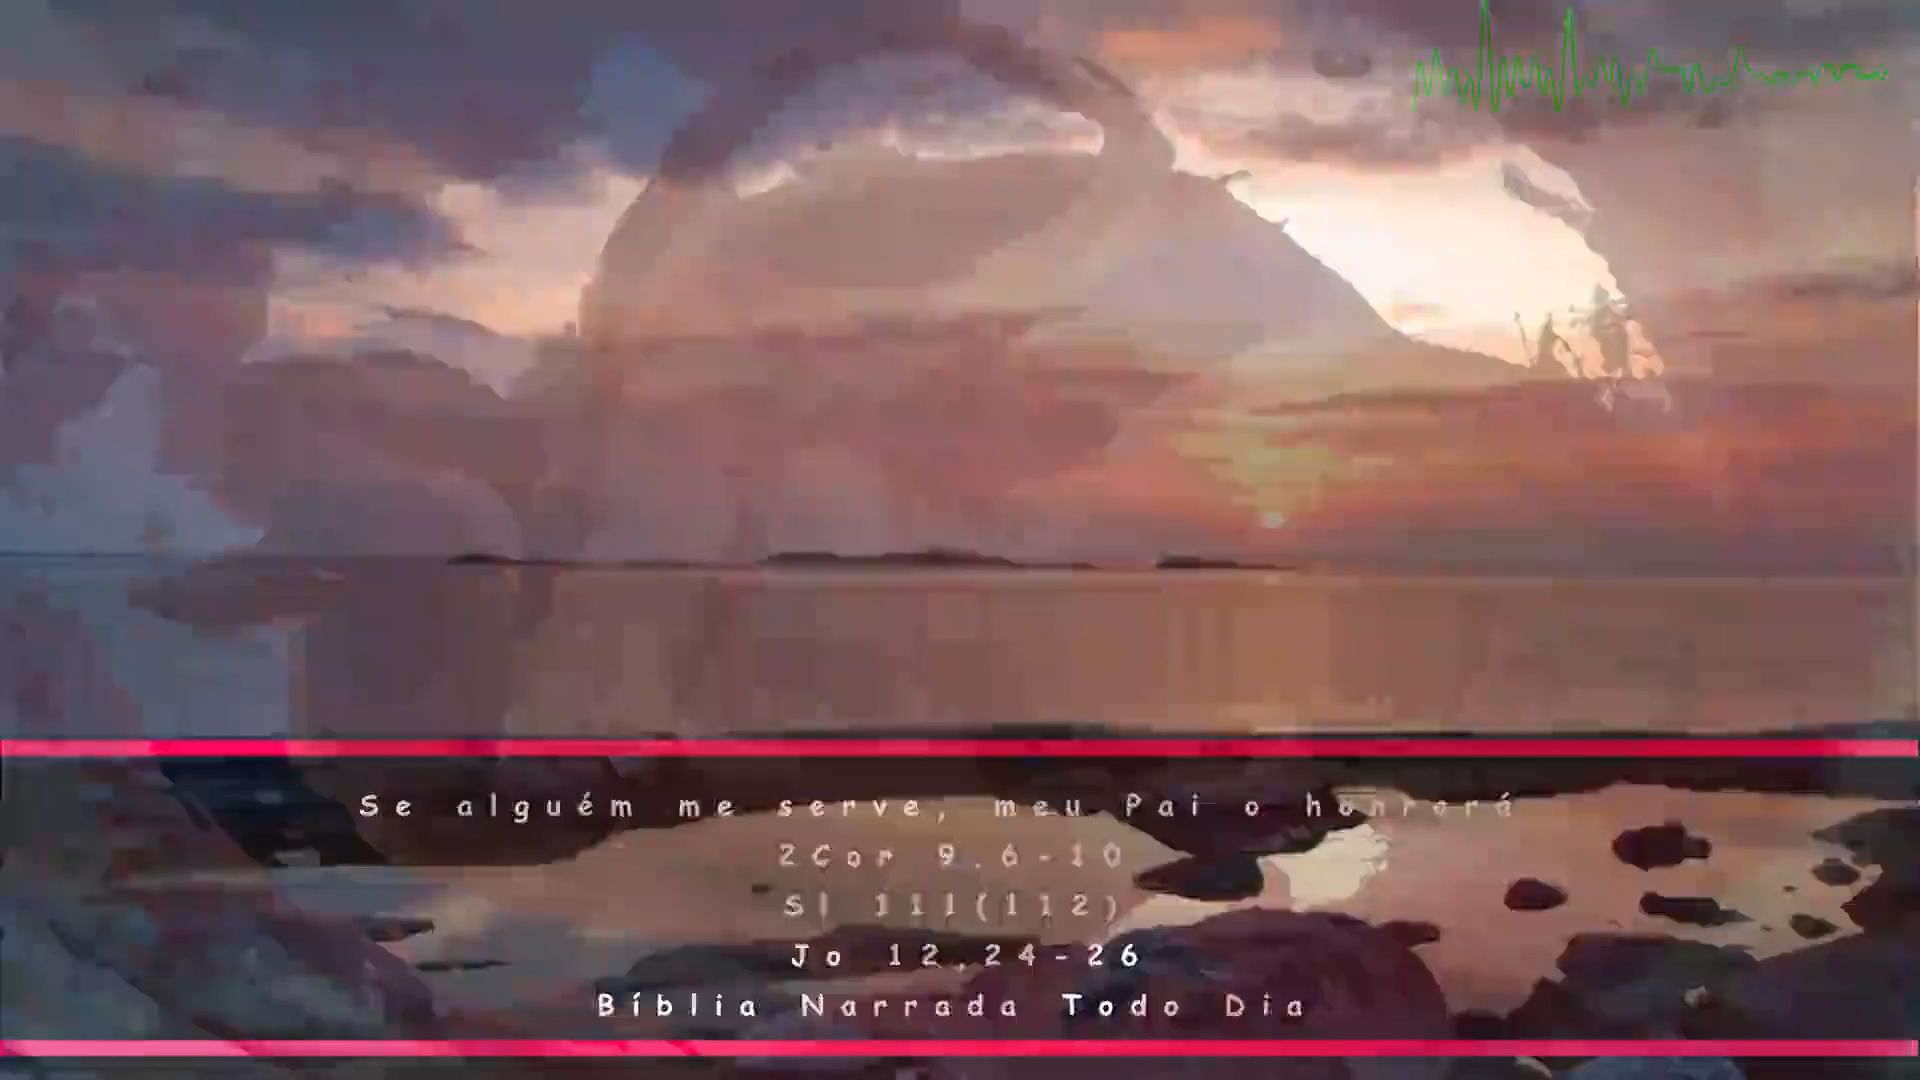 Se alguém me serve, meu Pai o honrará
2Cor 9,6-10
Sl 111(112)
Jo 12,24-26
Bíblia Narrada Todo Dia